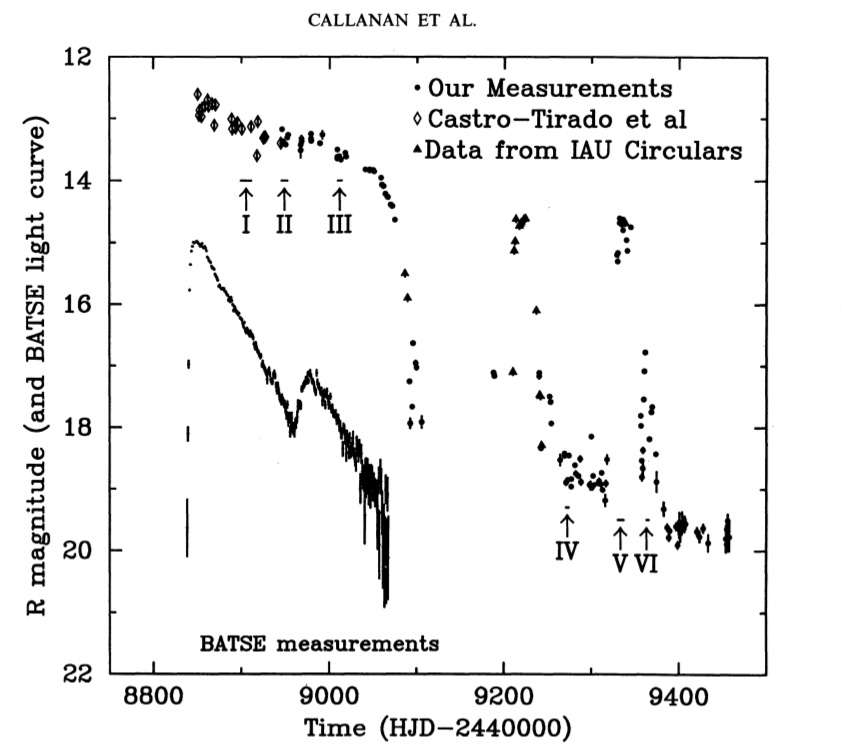 CALLANAN ET AL.
12
Our Measurements
Castro−Tirado et al
Data from IAU Circulars
14
I II III
16
18
IV V VI
20
BATSE measurements
22
8800 9000 9200 9400
Time (HJD−2440000)
R magnitude (and BATSE light curve)